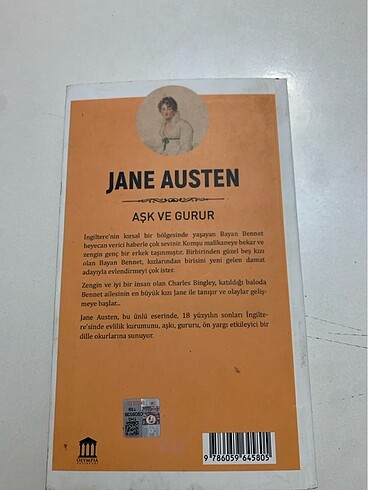 JANE AUSTEN
AŞK VE GURUR
İngiltere'nin kırsal bir bölgesinde yaşayan Bayan Bennet
heyecan verici haberle çok sevinir. Komşu malikaneye bekar ve
zengin genç bir erkek taşınmıştır. Birbirinden güzel beş kızı
olan Bayan Bennet, kızlarından birisini yeni gelen damat
adayıyla evlendirmeyi çok ister.
Zengin ve iyi bir insan olan Charles Bingley, katıldığı baloda
Bennet ailesinin en büyük kızı Jane ile tanışır ve olaylar geliş-
meye başlar...
Jane Austen, bu ünlü eserinde, 18 yüzyılın sonları İngilte-
re'sinde evlilik kurumunu, aşkı, gururu, ön yargı etkileyici bir
dille okurlarına sunuyor.
OLYMPIA
9 786059 645805